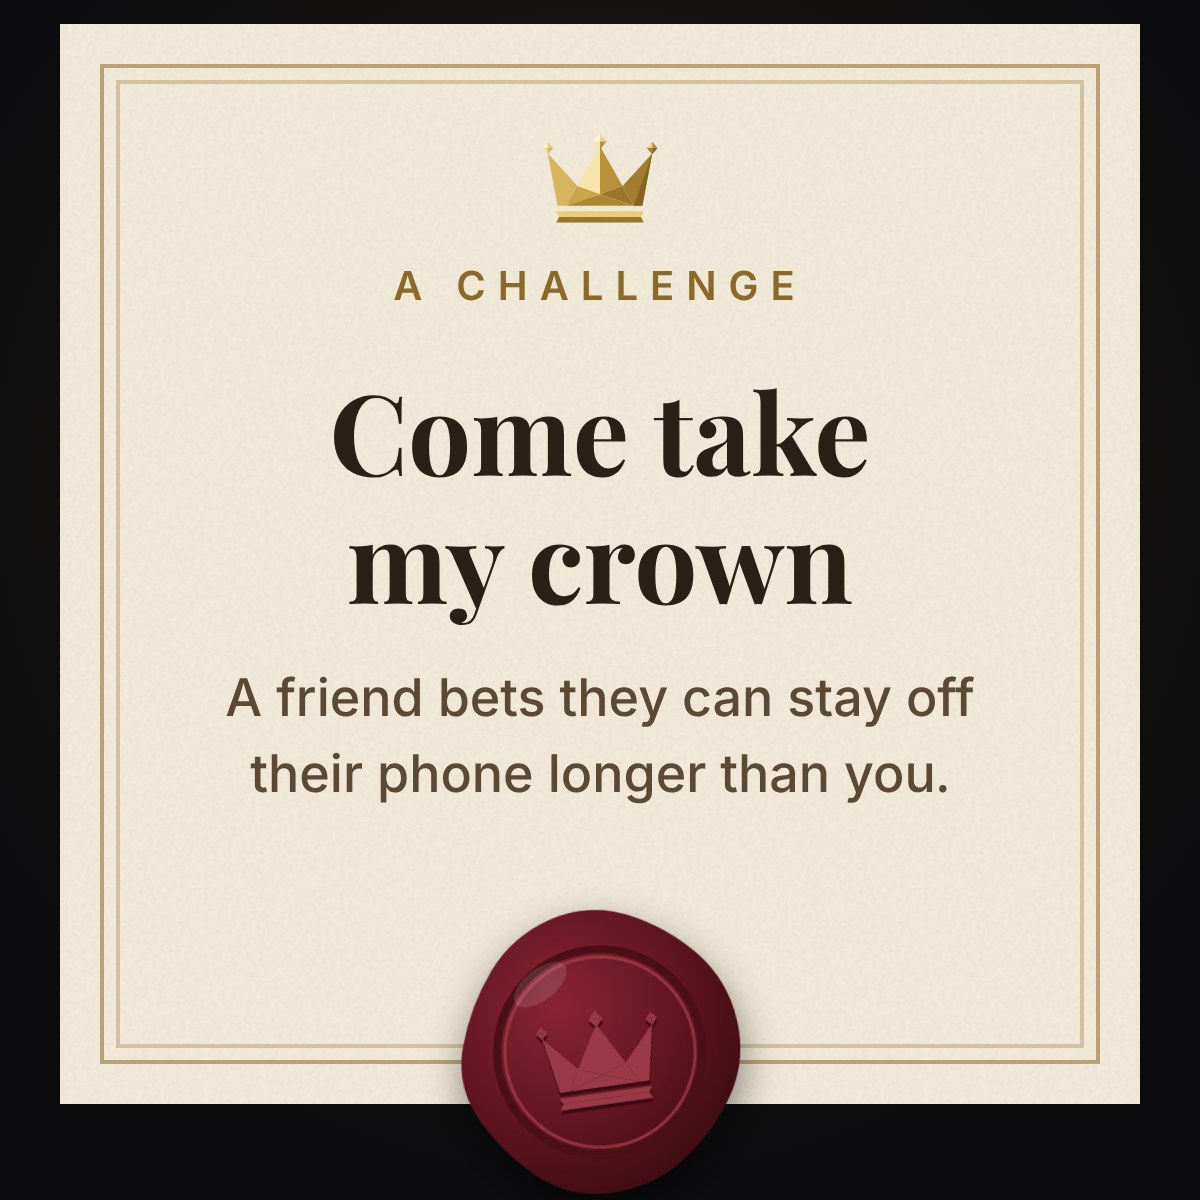 A CHALLENGE
Come take
my crown
A friend bets they can stay off
their phone longer than you.